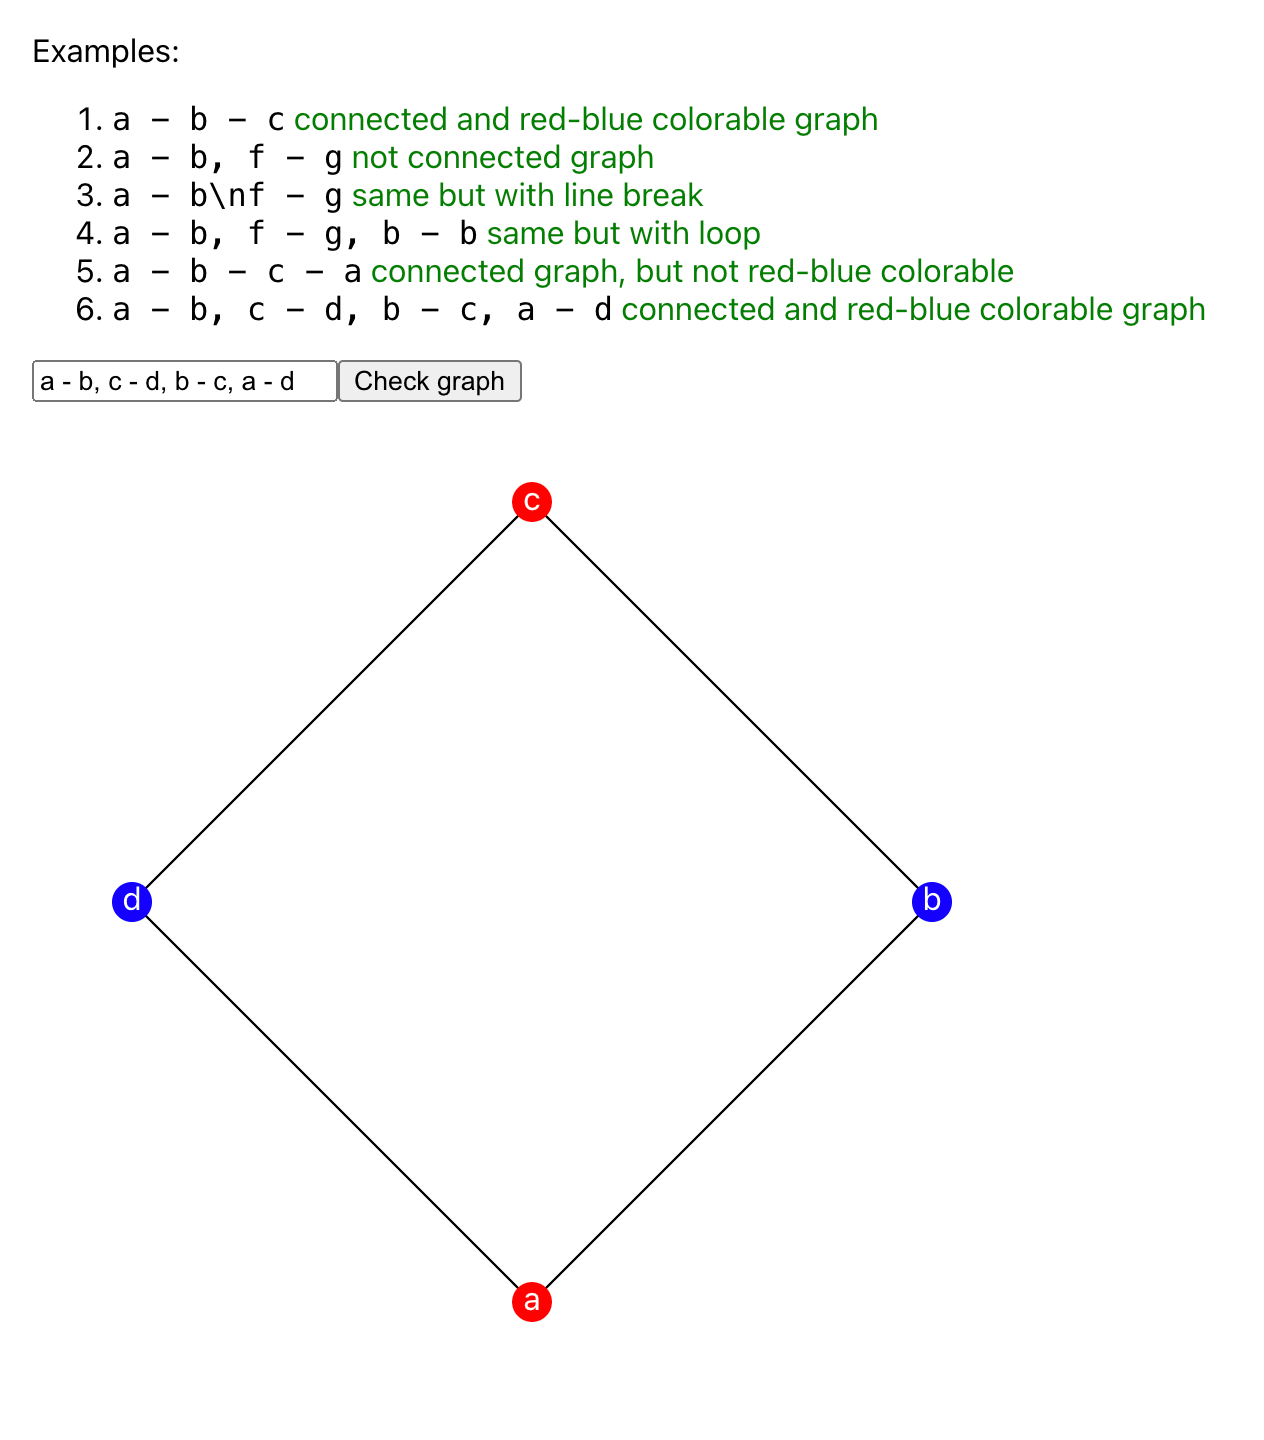 Examples:
1. a - b - c connected and red-blue colorable graph
2. a - b, f - g not connected graph
3. a - b\nf - g same but with line break
4. a - b, f - g, b - b same but with loop
5. a - b - c - a connected graph, but not red-blue colorable
6. a - b, c - d, b - c, a - d connected and red-blue colorable graph
a - b, c - d, b - c, a - d Check graph
c
d b
a